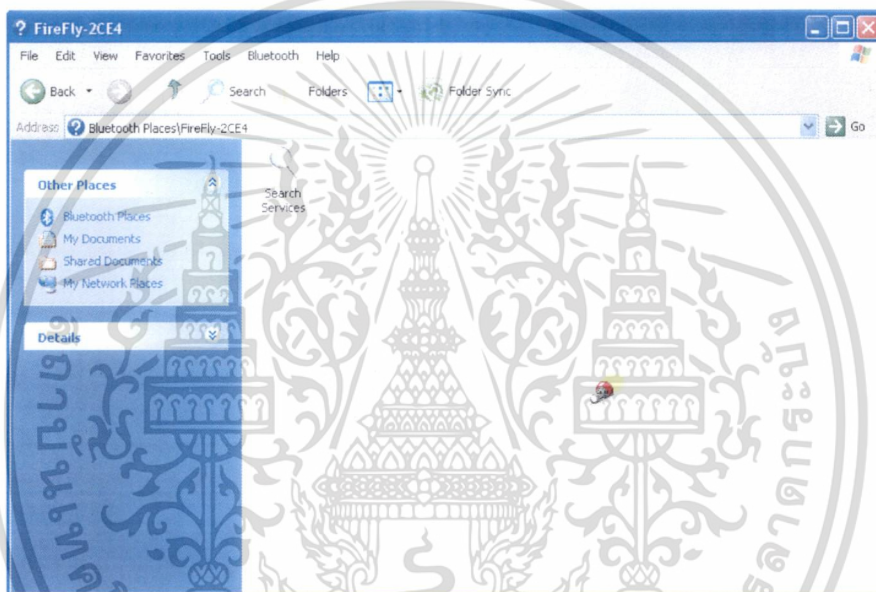 FireFly-2CE4
File Edit View Favorites Tools Bluetooth Help
Back Search Folders Folder Sync
Address Bluetooth Places\FireFly-2CE4 Go
Other Places
Bluetooth Places
My Documents
Shared Documents
My Network Places
Details
Search
Services